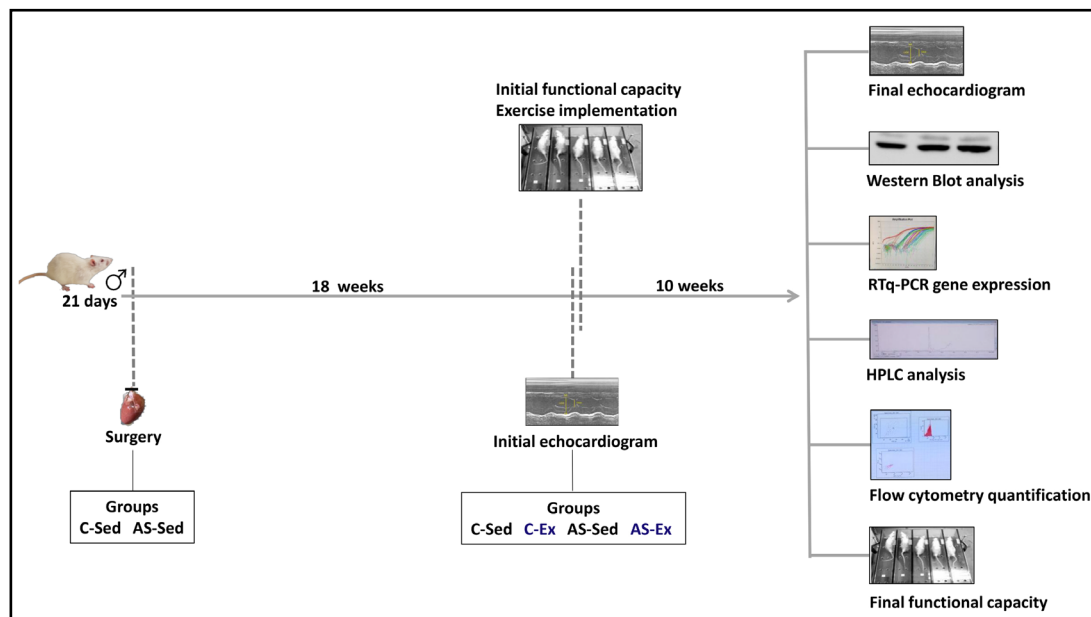 Initial functional capacity
Exercise implementation
21 days
18 weeks
10 weeks
Surgery
Groups
C-Sed AS-Sed
Initial echocardiogram
Groups
C-Sed C-Ex AS-Sed AS-Ex
Final echocardiogram
Western Blot analysis
RTq-PCR gene expression
HPLC analysis
Flow cytometry quantification
Final functional capacity